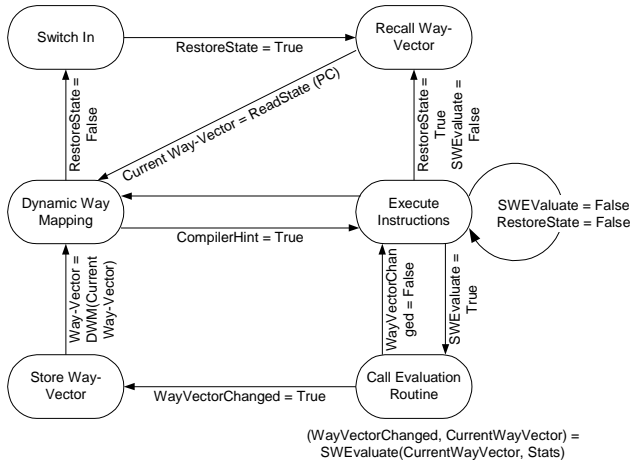 Switch In
RestoreState = True
Recall Way-
Vector
RestoreState =
False
Current Way-Vector = ReadState (PC)
RestoreState =
True
SWEvaluate =
False
Dynamic Way
Mapping
CompilerHint = True
Execute
Instructions
SWEValuate = False
RestoreState = False
Way-Vector =
DWM(Current
Way-Vector)
WayVectorChan
ged = False
SWEvaluate =
True
Store Way-
Vector
WayVectorChanged = True
Call Evaluation
Routine
(WayVectorChanged, CurrentWayVector) =
SWEvaluate(CurrentWayVector, Stats)